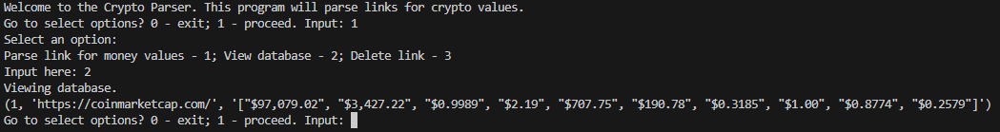 Welcome to the Crypto Parser. This program will parse links for crypto values.
Go to select options? 0 - exit; 1 - proceed. Input: 1
Select an option:
Parse link for money values - 1; View database - 2; Delete link - 3
Input here: 2
Viewing database.
(1, 'https://coinmarketcap.com/', '["$97,079.02", "$3,427.22", "$0.9989", "$2.19", "$707.75", "$190.78", "$0.3185", "$1.00", "$0.8774", "$0.2579"]')
Go to select options? 0 - exit; 1 - proceed. Input: